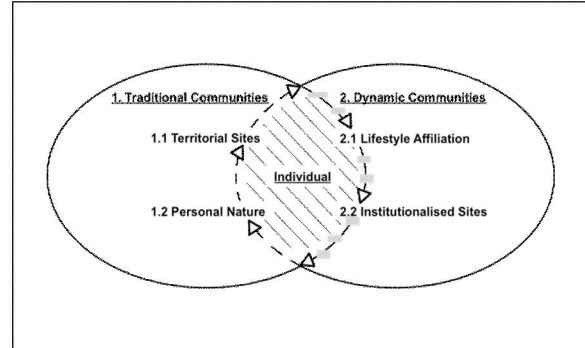 1. Traditional Communities
2. Dynamic Communities
1.1 Territorial Sites
2.1 Lifestyle Affiliation
Individual
1.2 Personal Nature
2.2 Institutionalised Sites